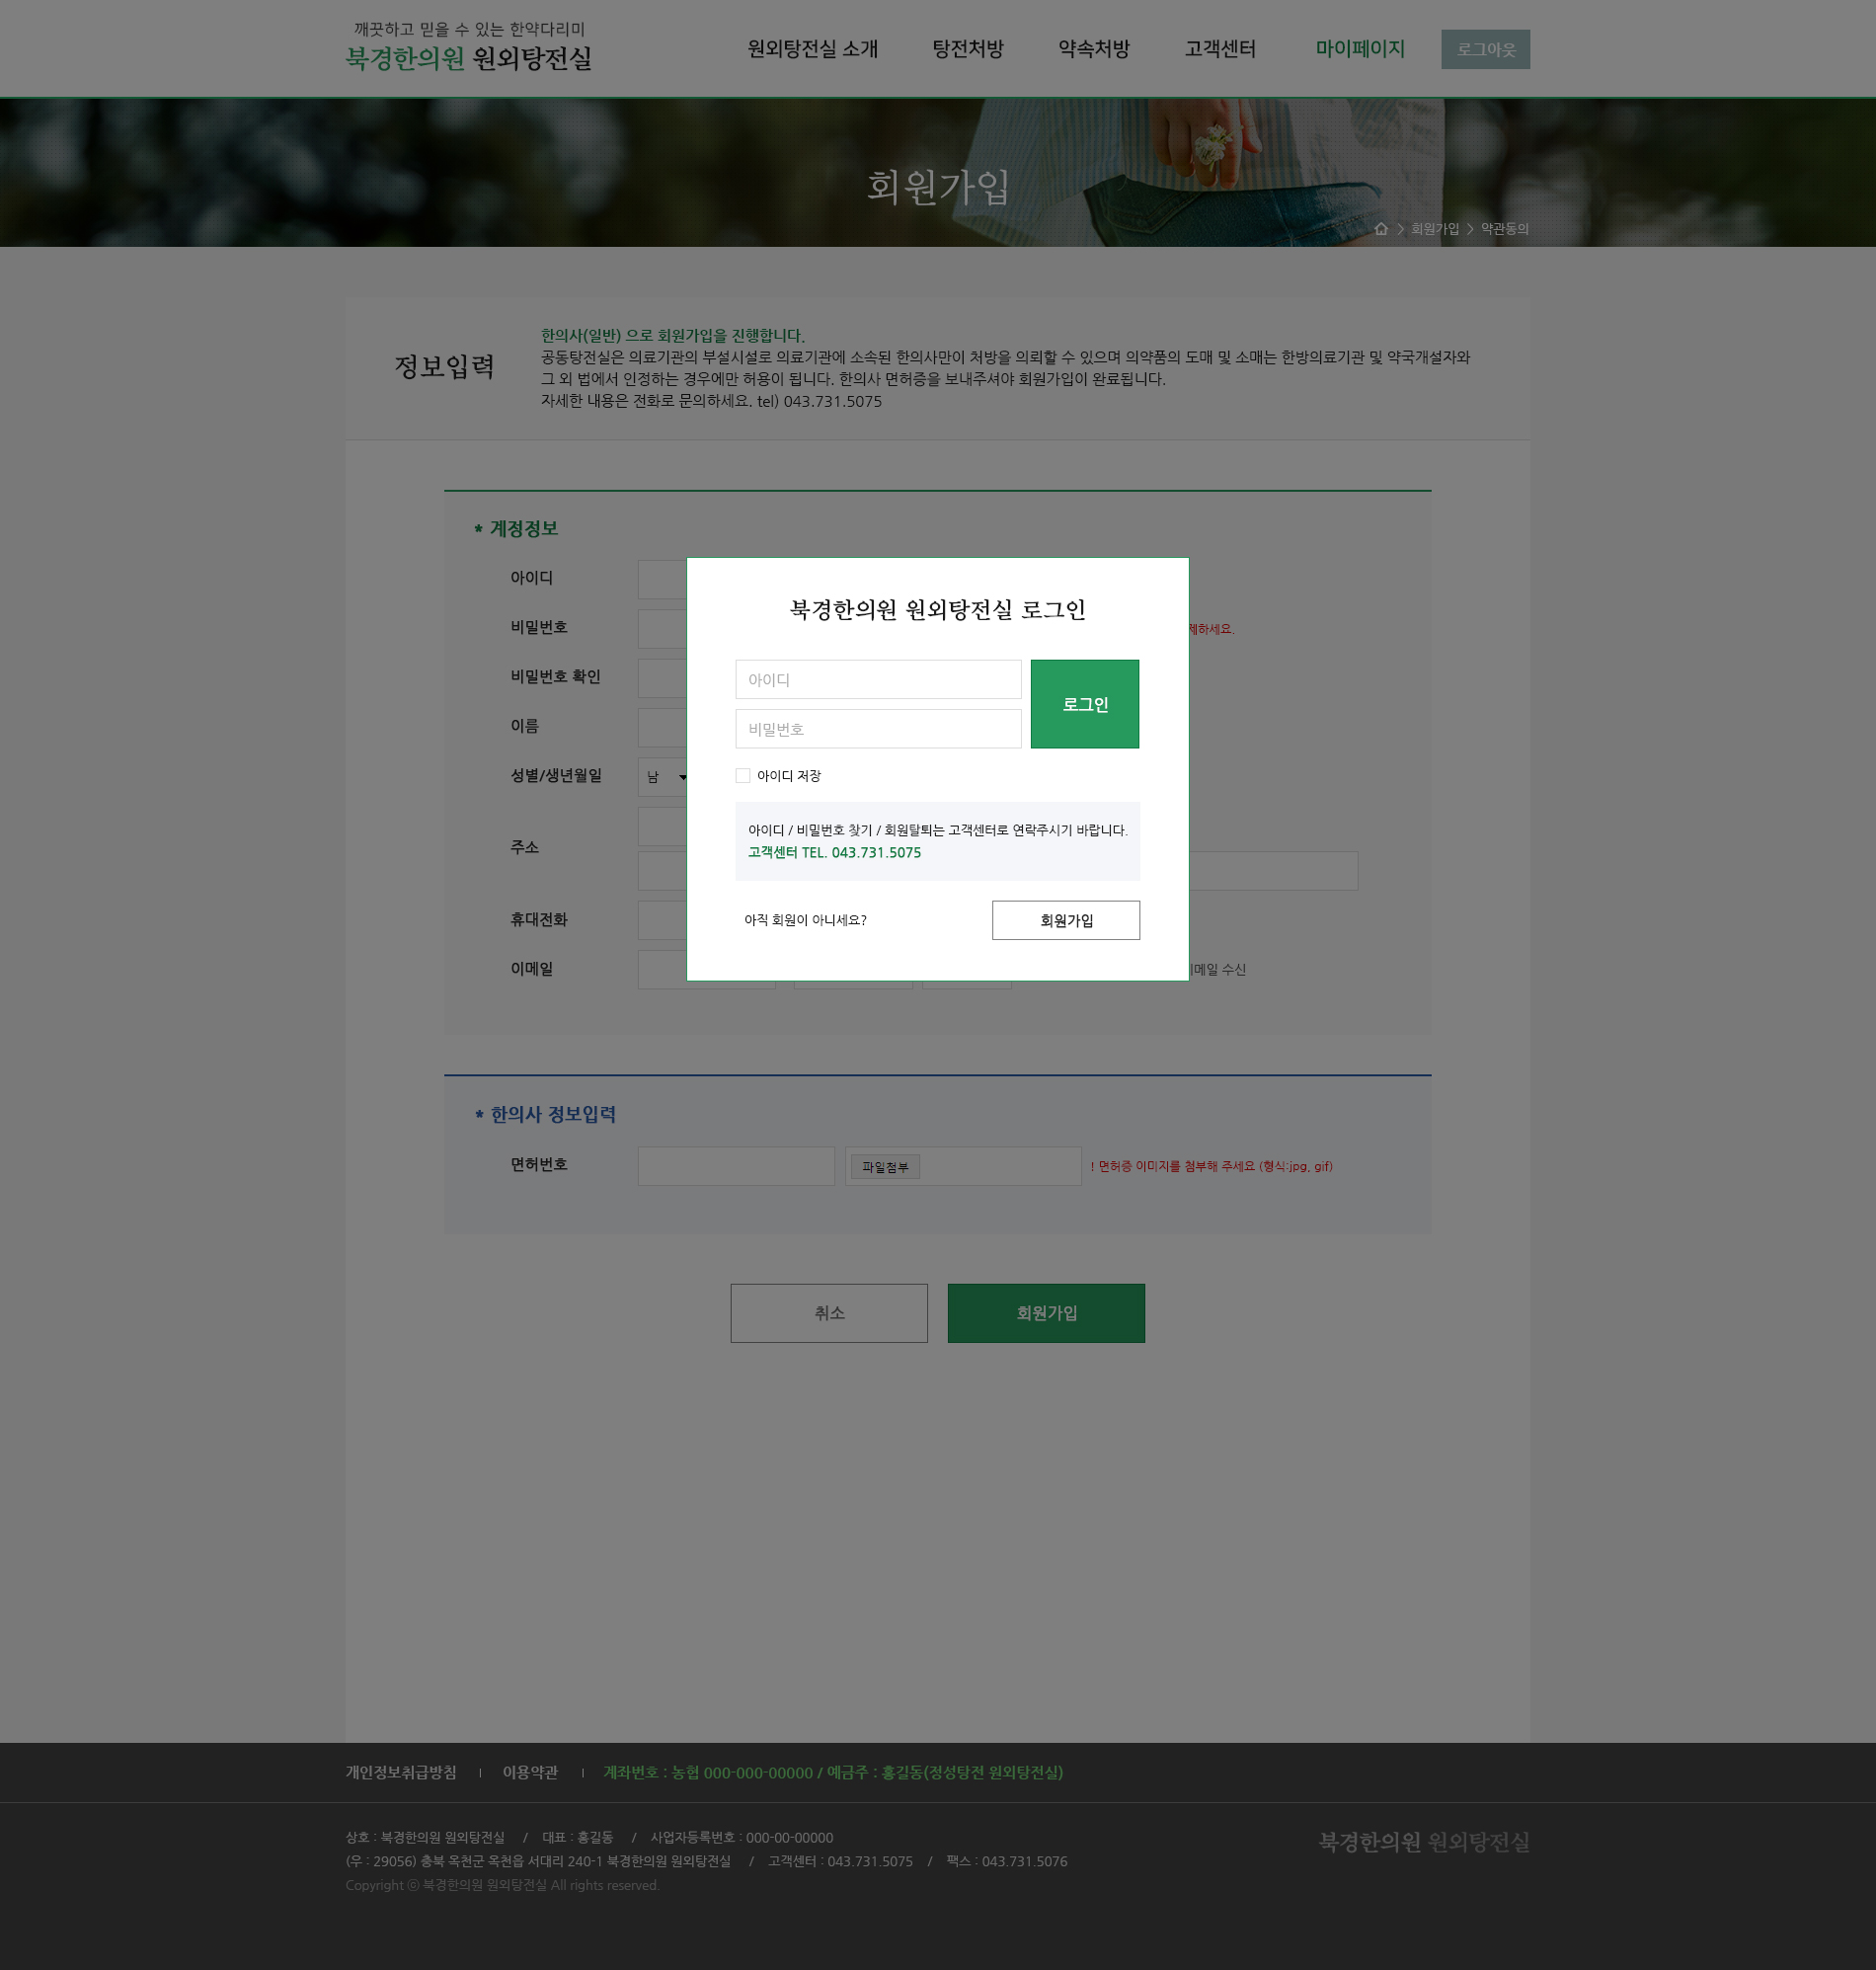 깨끗하고 믿을 수 있는 한약다리미
북경한의원 원외탕전실
원외탕전실 소개 탕전처방 약속처방 고객센터 마이페이지 로그아웃
회원가입
> 회원가입 > 약관동의
정보입력
한의사(일반) 으로 회원가입을 진행합니다.
공동탕전실은 의료기관의 부설시설로 의료기관에 소속된 한의사만이 처방을 의뢰할 수 있으며 의약품의 도매 및 소매는 한방의료기관 및 약국개설자와
그 외 법에서 인정하는 경우에만 허용이 됩니다. 한의사 면허증을 보내주셔야 회원가입이 완료됩니다.
자세한 내용은 전화로 문의하세요. tel) 043.731.5075
* 계정정보
아이디
비밀번호
제하세요.
비밀번호 확인
이름
성별/생년월일 남
주소
휴대전화
이메일
이메일 수신
북경한의원 원외탕전실 로그인
아이디
비밀번호
로그인
아이디 저장
아이디 / 비밀번호 찾기 / 회원탈퇴는 고객센터로 연락주시기 바랍니다.
고객센터 TEL. 043.731.5075
아직 회원이 아니세요? 회원가입
* 한의사 정보입력
면허번호 파일첨부 ! 면허증 이미지를 첨부해 주세요 (형식:jpg, gif)
취소 회원가입
개인정보취급방침 | 이용약관 | 계좌번호 : 농협 000-000-00000 / 예금주 : 홍길동(정성탕전 원외탕전실)
상호 : 북경한의원 원외탕전실 / 대표 : 홍길동 / 사업자등록번호 : 000-00-00000
(우 : 29056) 충북 옥천군 옥천읍 서대리 240-1 북경한의원 원외탕전실 / 고객센터 : 043.731.5075 / 팩스 : 043.731.5076
Copyright ⓒ 북경한의원 원외탕전실 All rights reserved.
북경한의원 원외탕전실